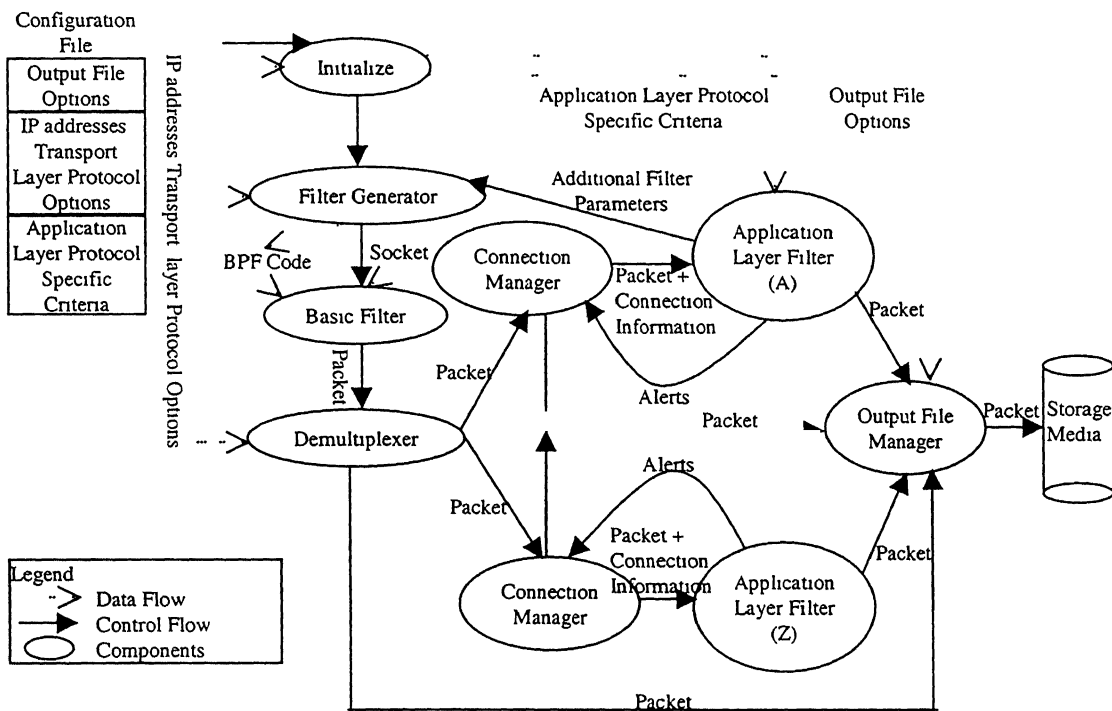 Configuration
File
Output File
Options
IP addresses
Transport
Layer Protocol
Options
Application
Layer Protocol
Specific
Criteria
IP addresses Transport layer Protocol Options
Initialize
Application Layer Protocol
Specific Criteria
Output File
Options
Filter Generator
Additional Filter
Parameters
Application
Layer Filter
(A)
BPF Code
Socket
Connection
Manager
Packet +
Connection
Information
Basic Filter
Packet
Packet
Packet
Alerts
Packet
Demultiplexer
Output File
Manager
Packet
Storage
Media
Packet
Alerts
Packet +
Connection
Information
Connection
Manager
Application
Layer Filter
(Z)
Packet
Packet
Legend
Data Flow
Control Flow
Components